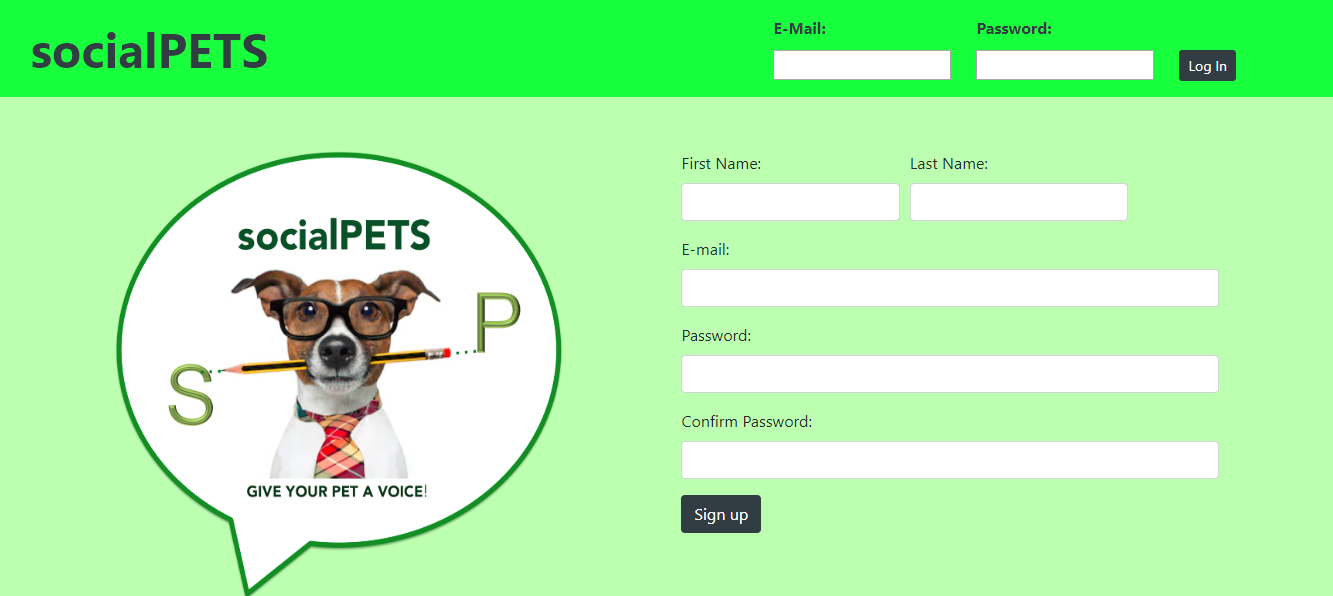 socialPETS
E-Mail:
Password:
Log In
socialPETS
S
P
GIVE YOUR PET A VOICE!
First Name:
Last Name:
E-mail:
Password:
Confirm Password:
Sign up